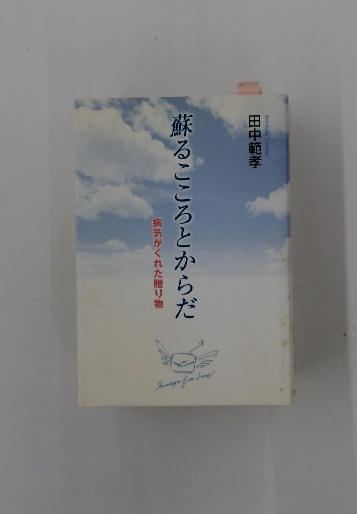 田中範孝
蘇るこころとからだ
病気がくれた贈り物